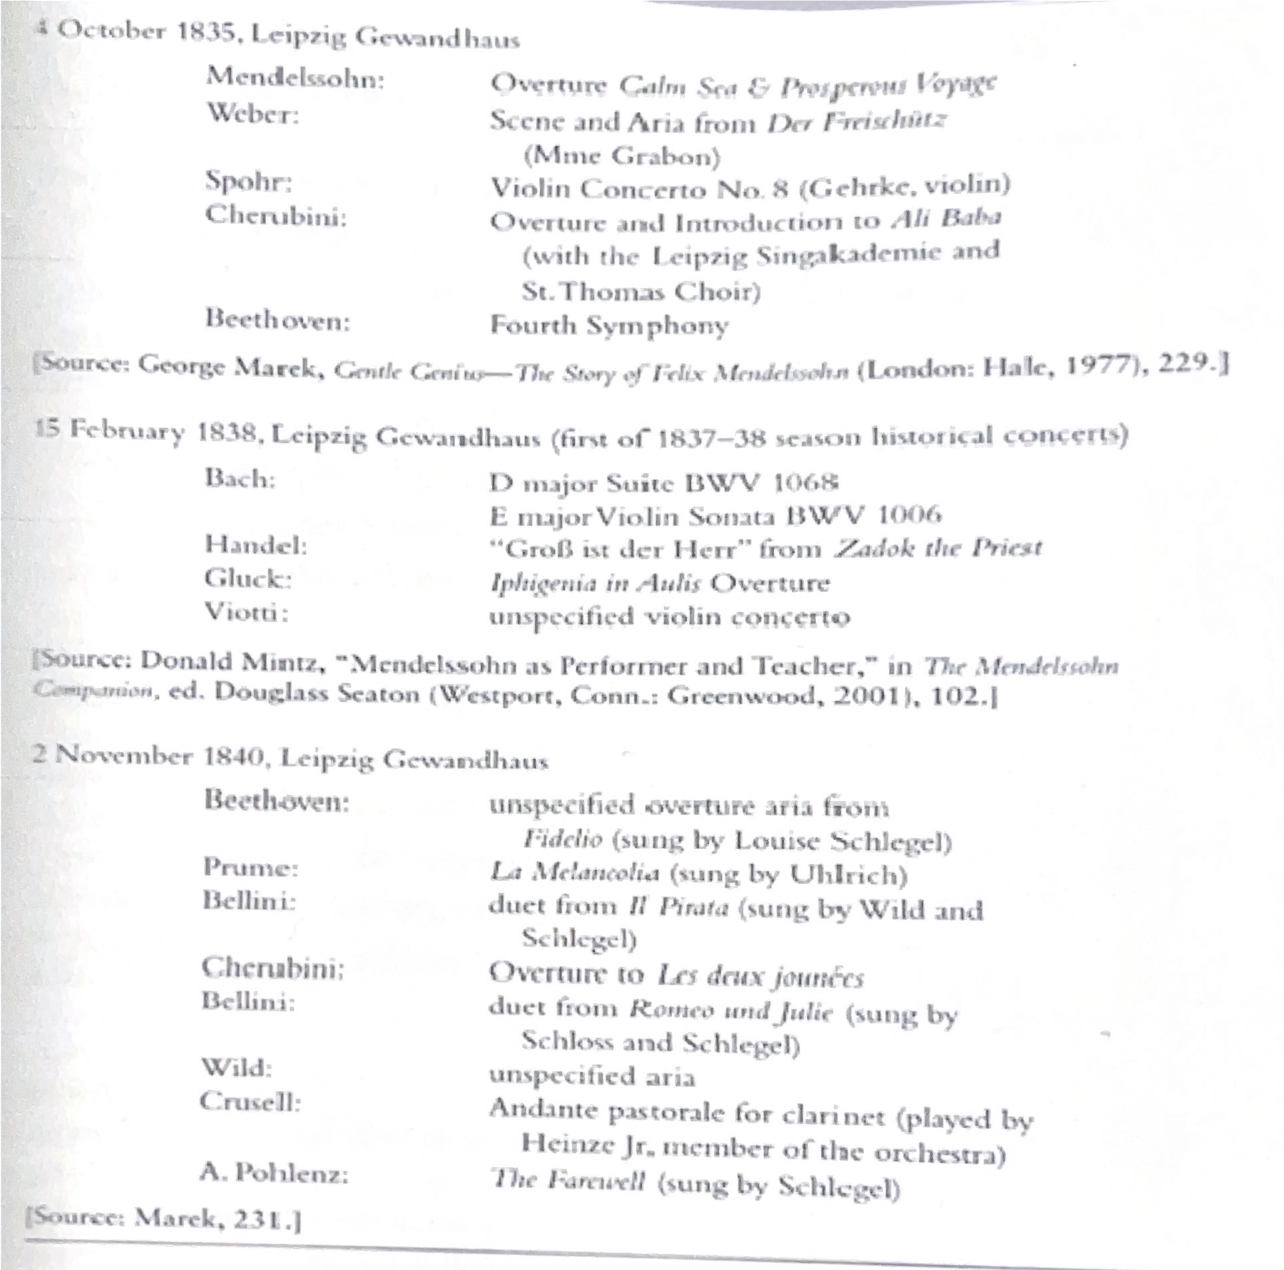 4 October 1835, Leipzig Gewandhaus
Mendelssohn: Overture Calm Sea & Prosperous Voyage
Weber: Scene and Aria from Der Freischütz
(Mme Grabon)
Spohr: Violin Concerto No. 8 (Gehrke, violin)
Cherubini: Overture and Introduction to Ali Baba
(with the Leipzig Singakademie and
St. Thomas Choir)
Beethoven: Fourth Symphony
[Source: George Marek, Gentle Genius—The Story of Felix Mendelssohn (London: Hale, 1977), 229.]
15 February 1838, Leipzig Gewandhaus (first of 1837–38 season historical concerts)
Bach: D major Suite BWV 1068
E major Violin Sonata BWV 1006
Handel: "Groß ist der Herr" from Zadok the Priest
Gluck: Iphigenia in Aulis Overture
Viotti: unspecified violin concerto
[Source: Donald Mintz, "Mendelssohn as Performer and Teacher," in The Mendelssohn
Companion, ed. Douglass Seaton (Westport, Conn.: Greenwood, 2001), 102.]
2 November 1840, Leipzig Gewandhaus
Beethoven: unspecified overture aria from
Fidelio (sung by Louise Schlegel)
Prume: La Melancolia (sung by Uhlrich)
Bellini: duet from Il Pirata (sung by Wild and
Schlegel)
Cherubini: Overture to Les deux jounées
Bellini: duet from Romeo und Julie (sung by
Schloss and Schlegel)
Wild: unspecified aria
Crusell: Andante pastorale for clarinet (played by
Heinze Jr., member of the orchestra)
A. Pohlenz: The Farewell (sung by Schlegel)
[Source: Marek, 231.]